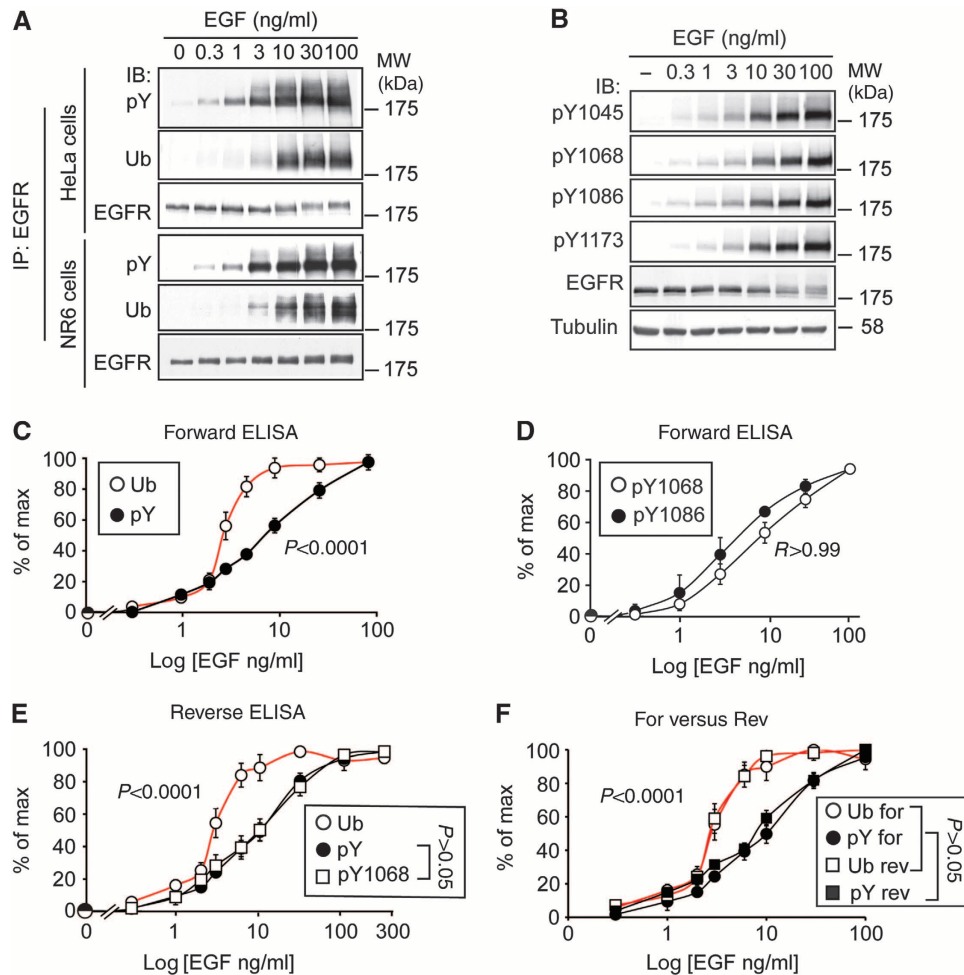 A
EGF (ng/ml)
0 0.3 1 3 10 30 100
MW
(kDa)
IB:
IP: EGFR
HeLa cells
pY
175
Ub
175
EGFR
175
NR6 cells
pY
175
Ub
175
EGFR
175
B
EGF (ng/ml)
– 0.3 1 3 10 30 100
MW
(kDa)
IB:
pY1045
175
pY1068
175
pY1086
175
pY1173
175
EGFR
175
Tubulin
58
C
Forward ELISA
% of max
100
80
60
40
20
0
Ub
pY
P<0.0001
0 1 10 100
Log [EGF ng/ml]
D
Forward ELISA
% of max
100
80
60
40
20
0
pY1068
pY1086
R>0.99
0 1 10 100
Log [EGF ng/ml]
E
Reverse ELISA
% of max
100
80
60
40
20
0
P<0.0001
Ub
pY
pY1068
P>0.05
0 1 10 100 300
Log [EGF ng/ml]
F
For versus Rev
% of max
100
80
60
40
20
0
P<0.0001
Ub for
pY for
Ub rev
pY rev
P>0.05
0 1 10 100
Log [EGF ng/ml]